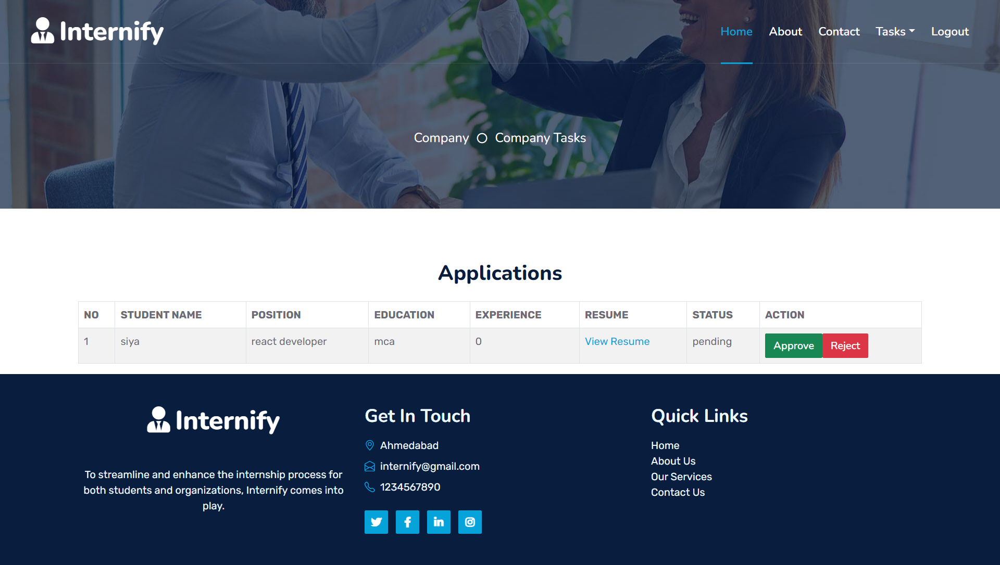 Internify
Home About Contact Tasks Logout
Company Company Tasks
Applications
NO STUDENT NAME POSITION EDUCATION EXPERIENCE RESUME STATUS ACTION
1 siya react developer mca 0 View Resume pending Approve Reject
Internify
To streamline and enhance the internship process for
both students and organizations, Internify comes into
play.
Get In Touch
Ahmedabad
internify@gmail.com
1234567890
Quick Links
Home
About Us
Our Services
Contact Us